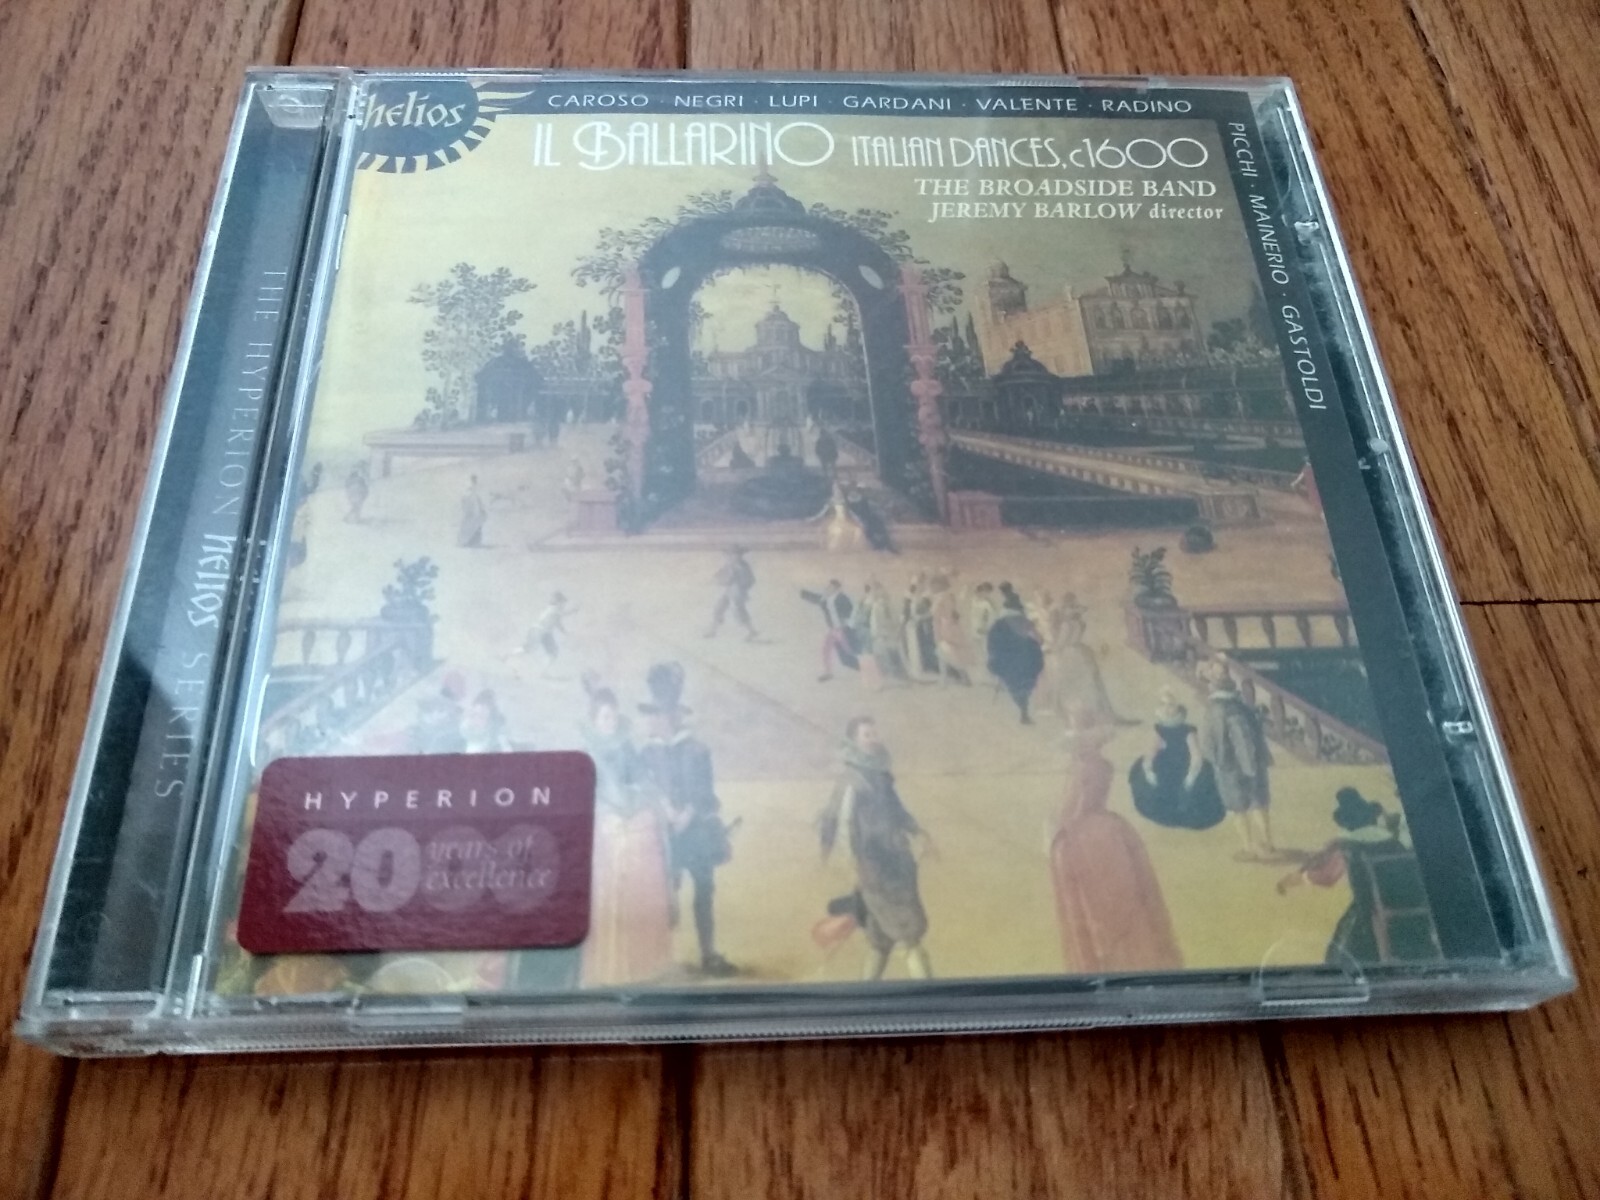 helios
CAROSO · NEGRI · LUPI · GARDANI · VALENTE · RADINO
PICCHI · MAINERIO · GASTOLDI
IL BALLARINO ITALIAN DANCES, c1600
THE BROADSIDE BAND
JEREMY BARLOW director
THE HYPERION helios SERIES
HYPERION
20 years of
excellence